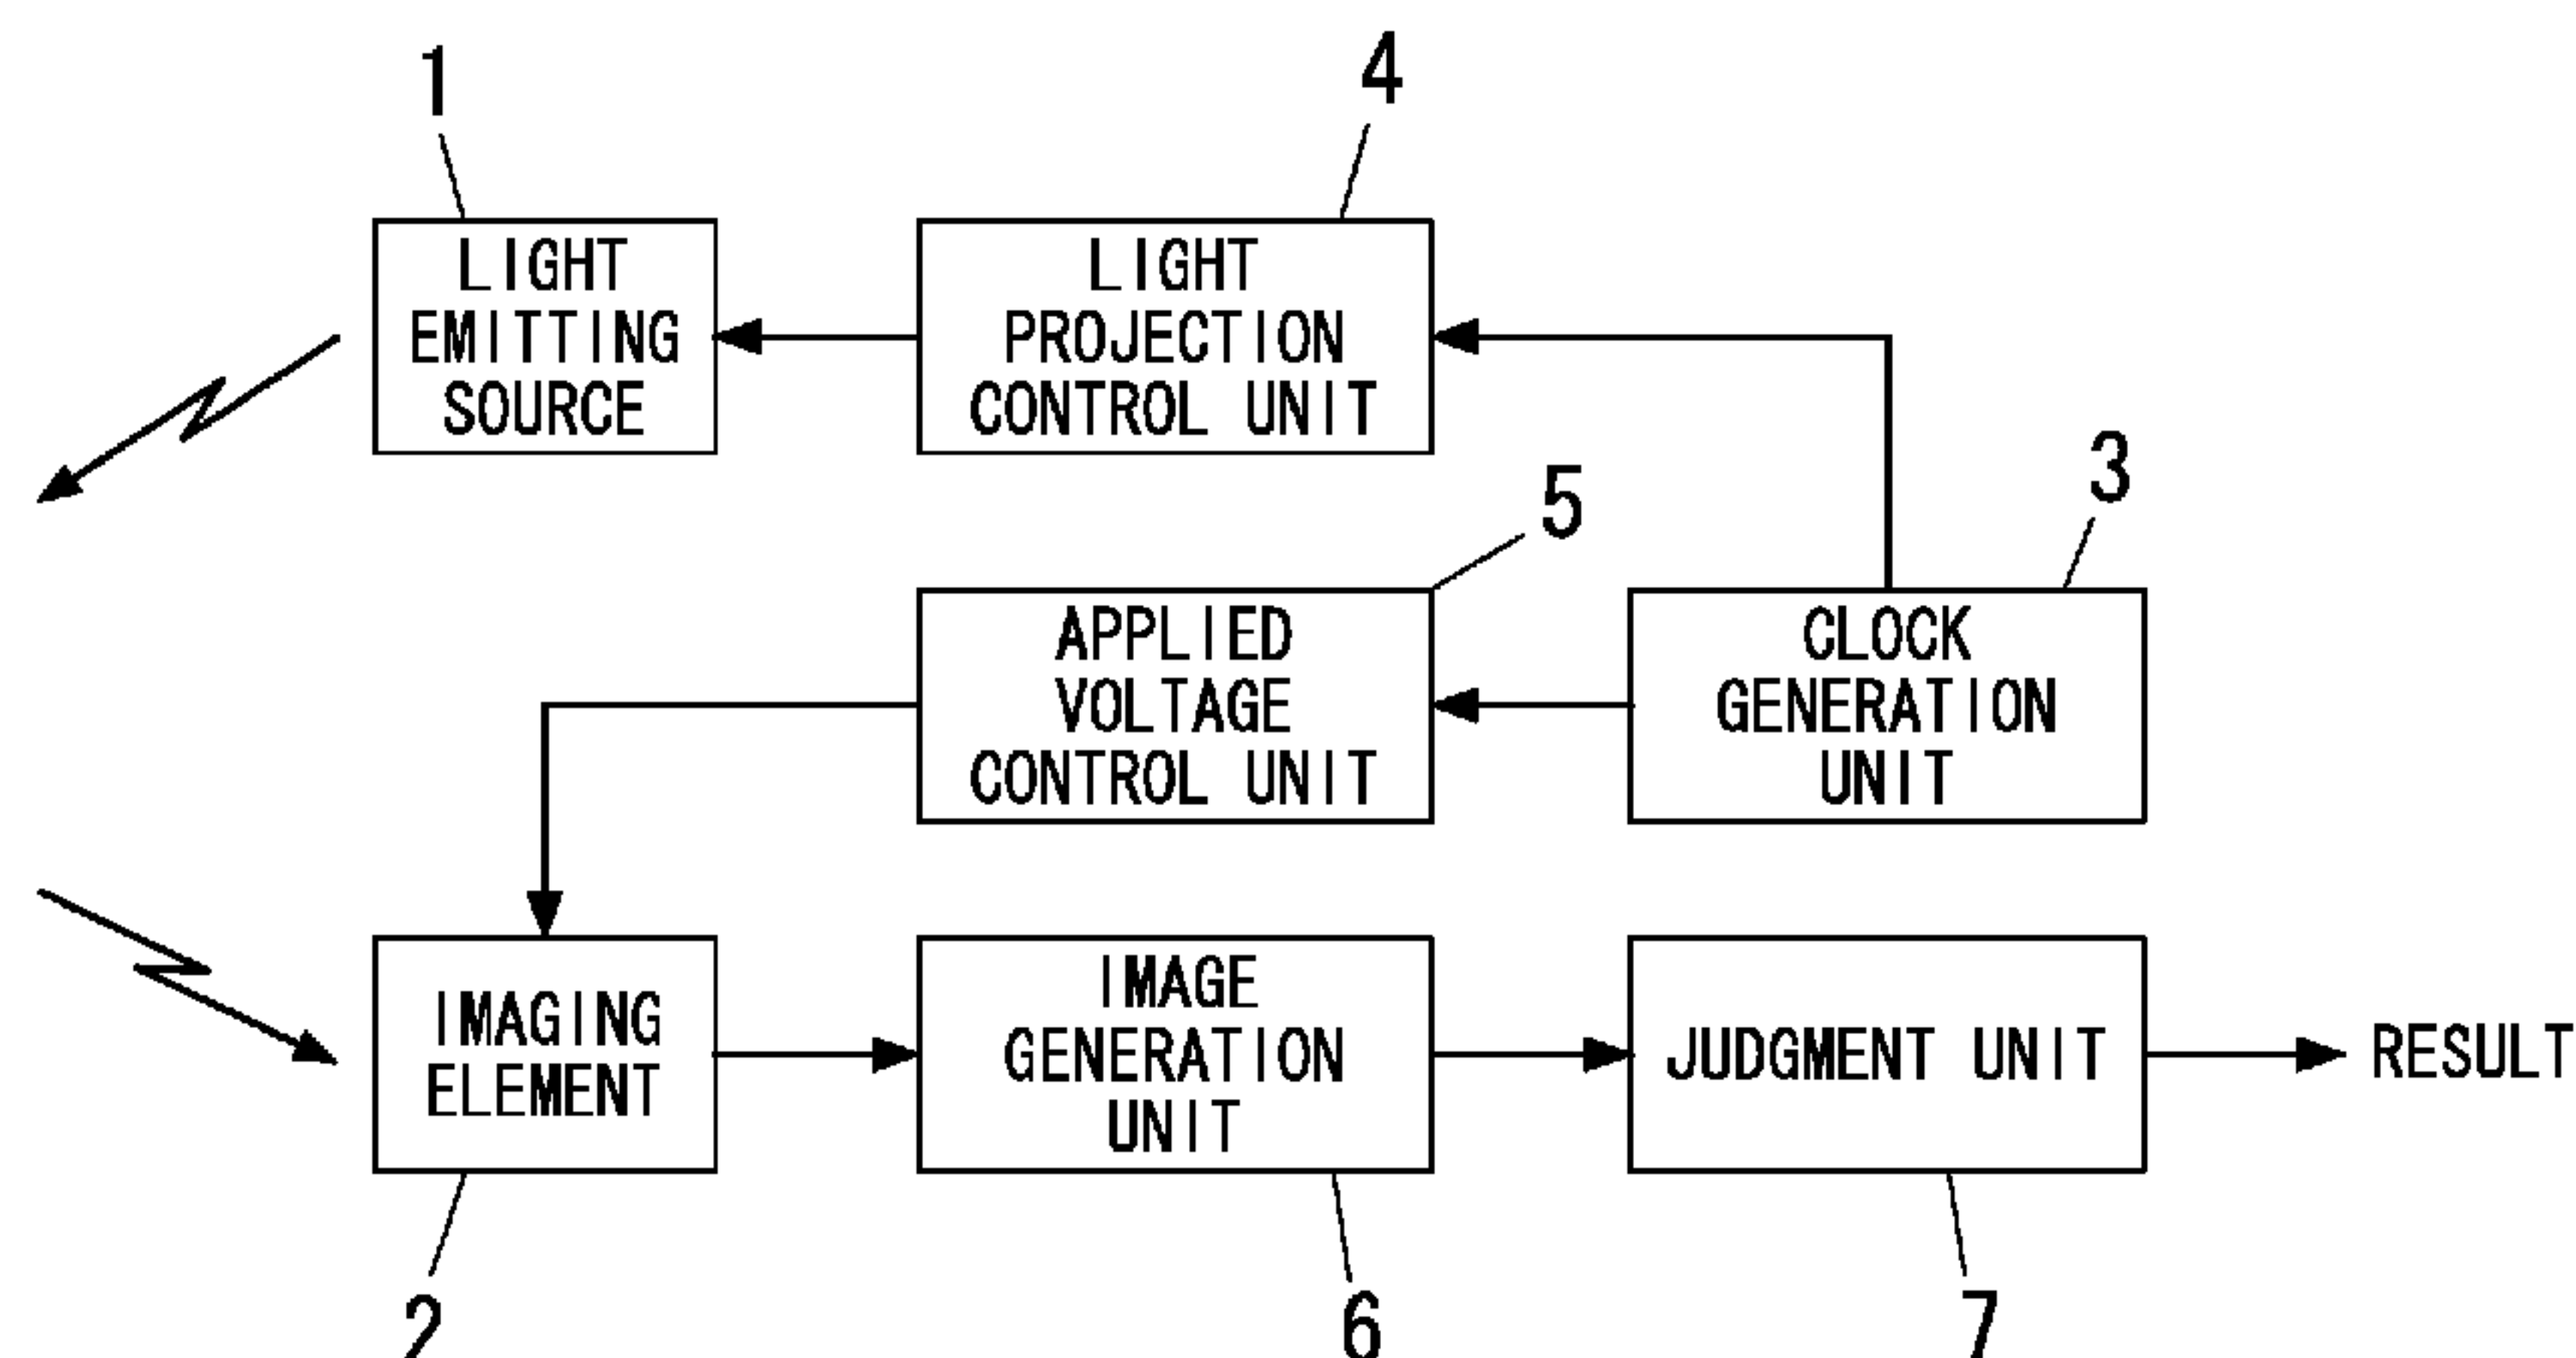 1
4
LIGHT
EMITTING
SOURCE
LIGHT
PROJECTION
CONTROL UNIT
5
3
APPLIED
VOLTAGE
CONTROL UNIT
CLOCK
GENERATION
UNIT
IMAGING
ELEMENT
IMAGE
GENERATION
UNIT
JUDGMENT UNIT
RESULT
2
6
7